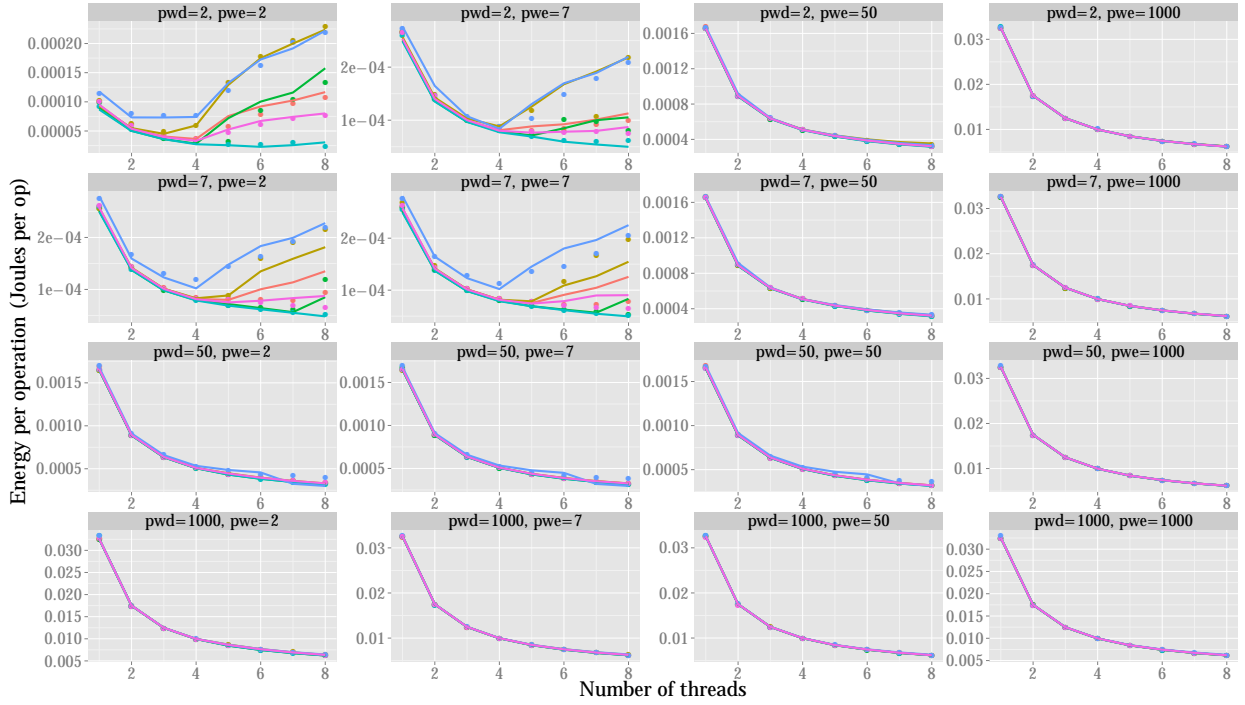 pwd=2, pwe=2
pwd=2, pwe=7
pwd=2, pwe=50
pwd=2, pwe=1000
0.00020
0.00015
0.00010
0.00005
2 3 4 5 6 7 8
2e−04
1e−04
2 3 4 5 6 7 8
0.0016
0.0012
0.0008
0.0004
2 4 6 8
0.03
0.02
0.01
2 4 6 8
pwd=7, pwe=2
pwd=7, pwe=7
pwd=7, pwe=50
pwd=7, pwe=1000
2e−04
1e−04
2 4 6 8
2e−04
1e−04
2 4 6 8
0.0016
0.0012
0.0008
0.0004
2 4 6 8
0.03
0.02
0.01
2 4 6 8
pwd=50, pwe=2
pwd=50, pwe=7
pwd=50, pwe=50
pwd=50, pwe=1000
0.0015
0.0010
0.0005
2 4 6 8
0.0015
0.0010
0.0005
2 4 6 8
0.0015
0.0010
0.0005
2 4 6 8
0.03
0.02
0.01
2 4 6 8
pwd=1000, pwe=2
pwd=1000, pwe=7
pwd=1000, pwe=50
pwd=1000, pwe=1000
0.030
0.025
0.020
0.015
0.010
0.005
2 4 6 8
0.03
0.02
0.01
2 4 6 8
0.03
0.02
0.01
2 4 6 8
0.030
0.025
0.020
0.015
0.010
0.005
2 4 6 8
Energy per operation (Joules per op)
Number of threads